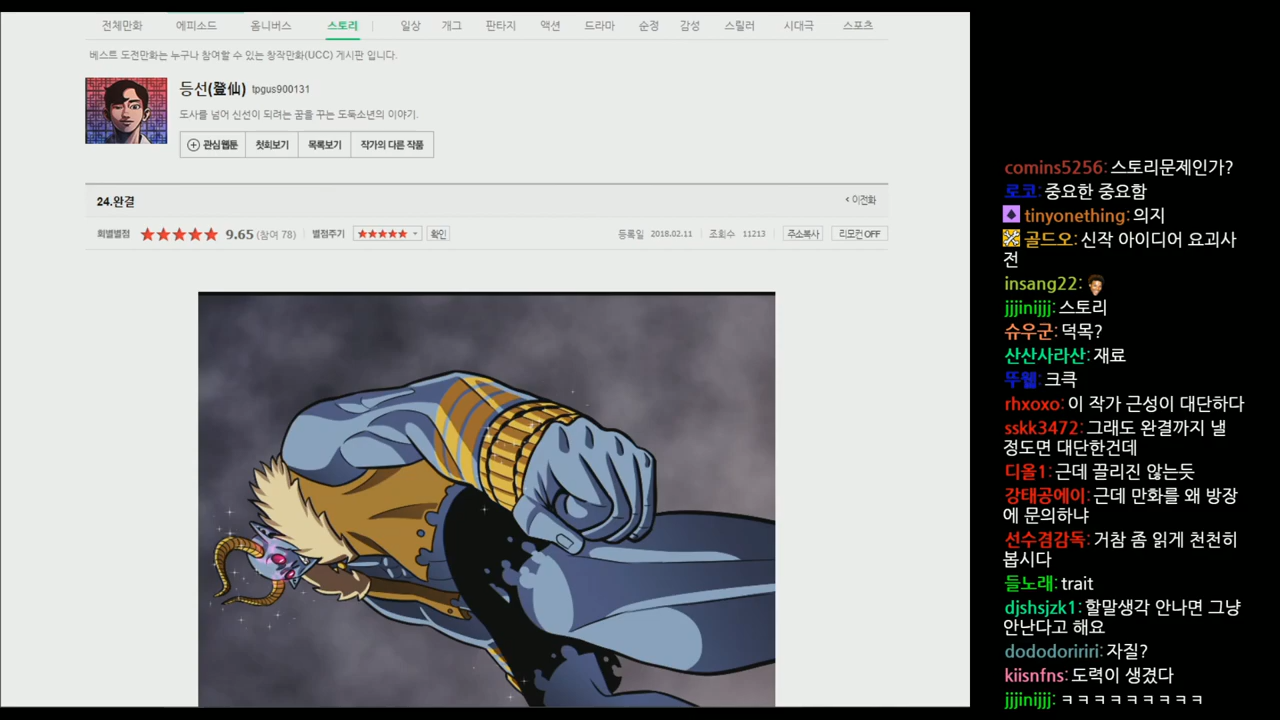 전체만화 에피소드 옴니버스 스토리 일상 개그 판타지 액션 드라마 순정 감성 스릴러 시대극 스포츠
베스트 도전만화는 누구나 참여할 수 있는 창작만화(UCC) 게시판 입니다.
등선(登仙) tpgus900131
도사를 넘어 신선이 되려는 꿈을 꾸는 도둑소년의 이야기.
관심웹툰 첫회보기 목록보기 작가의 다른 작품
24.완결 < 이전화
회별별점 ★★★★★ 9.65 (참여 78) 별점주기 ★★★★★ 확인 등록일 2018.02.11 조회수 11213 주소복사 리모컨 OFF
comins5256: 스토리문제인가?
로코: 중요한 중요함
tinyonething: 의지
골드오: 신작 아이디어 요괴사
전
insang22:
jjjinijjj: 스토리
슈우군: 덕목?
산산사라산: 재료
뚜웹: 크큭
rhxoxo: 이 작가 근성이 대단하다
sskk3472: 그래도 완결까지 낼
정도면 대단한건데
디올1: 근데 끌리진 않는듯
강태공에이: 근데 만화를 왜 방장
에 문의하냐
선수겸감독: 거참 좀 읽게 천천히
봅시다
들노래: trait
djshsjzk1: 할말생각 안나면 그냥
안난다고 해요
dododoririri: 자질?
kiisnfns: 도력이 생겼다
jjjinijjj: ㅋㅋㅋㅋㅋㅋㅋㅋㅋ